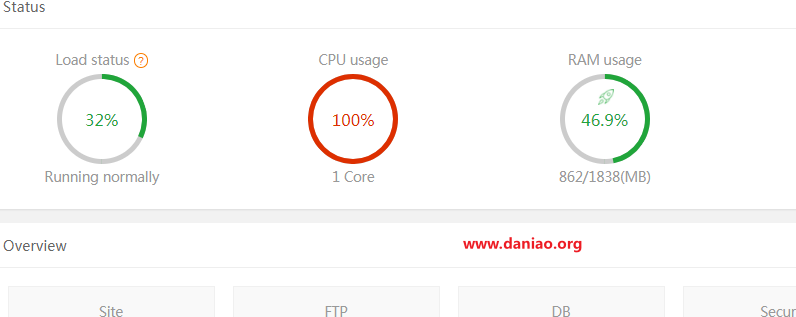 Status
Load status ?
CPU usage
RAM usage
32%
100%
46.9%
Running normally
1 Core
862/1838(MB)
Overview
www.daniao.org
Site
FTP
DB
Secur